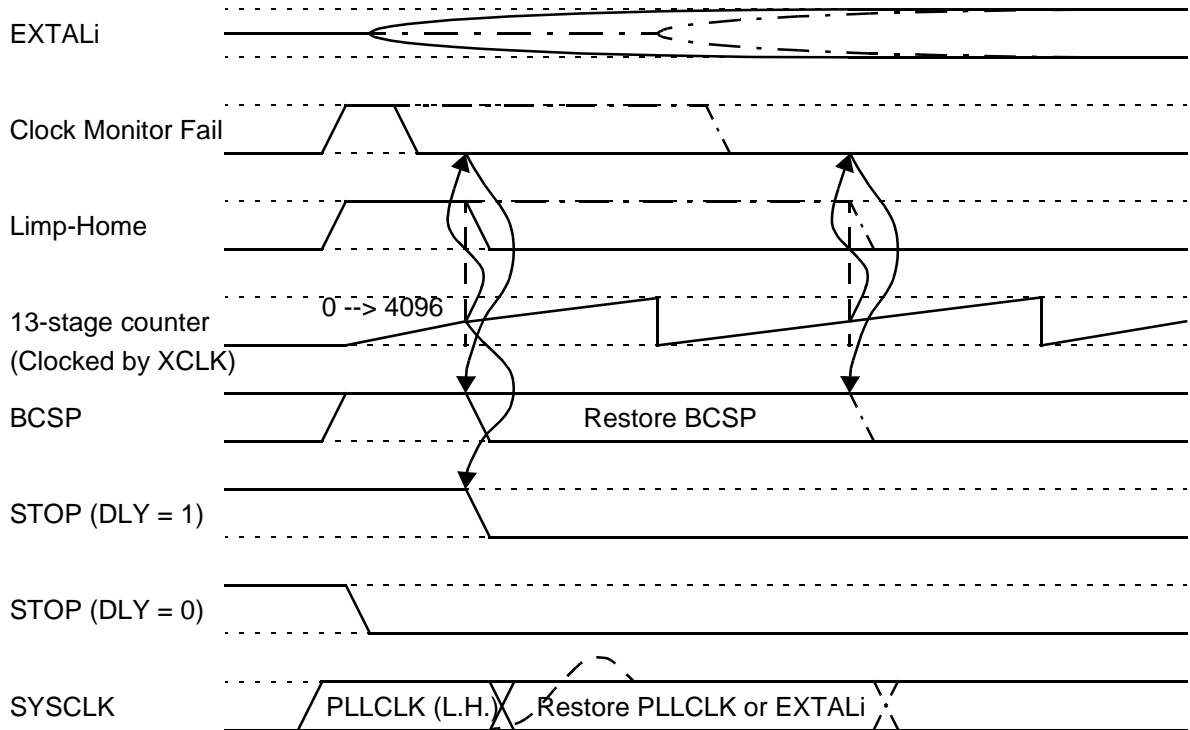 EXTALi
Clock Monitor Fail
Limp-Home
0 --> 4096
13-stage counter
(Clocked by XCLK)
BCSP
Restore BCSP
STOP (DLY = 1)
STOP (DLY = 0)
SYSCLK
PLLCLK (L.H.)
Restore PLLCLK or EXTALi